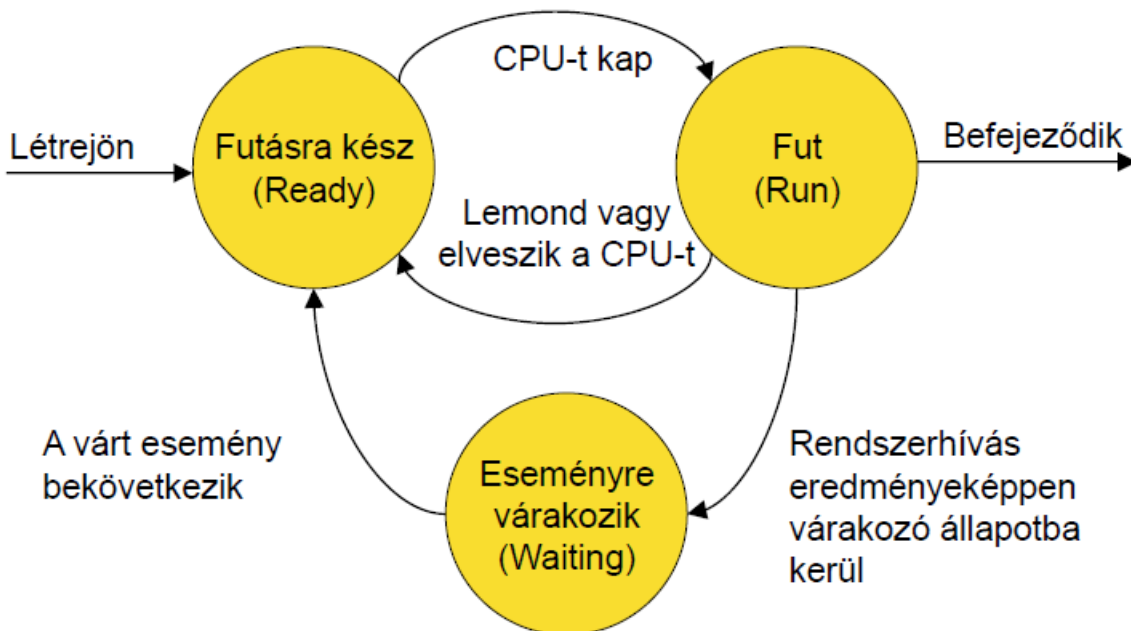 CPU-t kap
Létrejön
Futásra kész
(Ready)
Fut
(Run)
Befejeződik
Lemond vagy
elveszik a CPU-t
A várt esemény
bekövetkezik
Eseményre
várakozik
(Waiting)
Rendszerhívás
eredményeképpen
várakozó állapotba
kerül